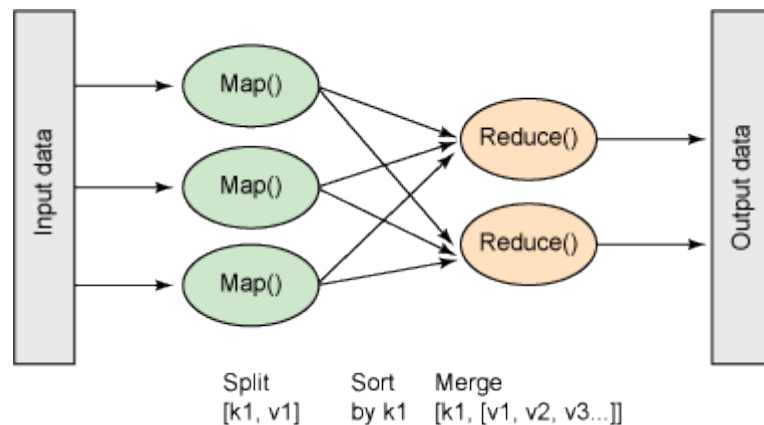 Input data
Map()
Map()
Map()
Reduce()
Reduce()
Output data
Split
[k1, v1]
Sort
by k1
Merge
[k1, [v1, v2, v3...]]